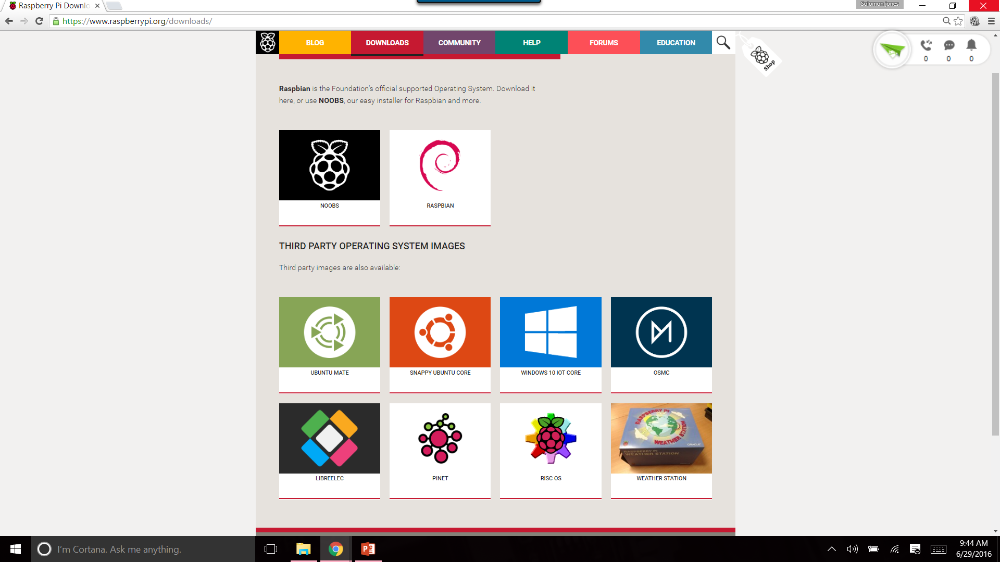 Raspberry Pi Downlo
Solomon jones
https://www.raspberrypi.org/downloads/
BLOG
DOWNLOADS
COMMUNITY
HELP
FORUMS
EDUCATION
shop
0
0
0
Raspbian is the Foundation's official supported Operating System. Download it
here, or use NOOBS, our easy installer for Raspbian and more.
NOOBS
RASPBIAN
THIRD PARTY OPERATING SYSTEM IMAGES
Third party images are also available:
UBUNTU MATE
SNAPPY UBUNTU CORE
WINDOWS 10 IOT CORE
OSMC
RASPBERRY PI
WEATHER STATION
ORACLE
RASPBERRY PI
WEATHER STATION
LIBREELEC
PINET
RISC OS
WEATHER STATION
I'm Cortana. Ask me anything.
9:44 AM
6/29/2016